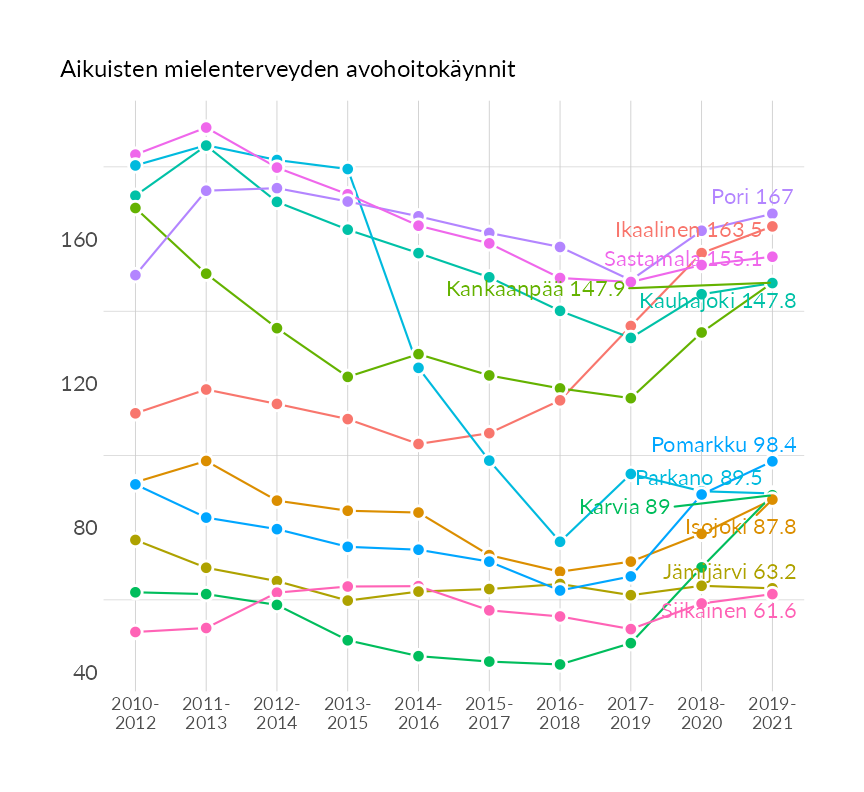 Aikuisten mielenterveyden avohoitokäynnit
Pori 167
Ikaalinen 163.5
160
Sastamala 155.1
Kankaanpää 147.9
Kauhajoki 147.8
120
Pomarkku 98.4
Parkano 89.5
Karvia 89
80
Isojoki 87.8
Jämijärvi 63.2
Siikainen 61.6
40
2010- 2011- 2012- 2013- 2014- 2015- 2016- 2017- 2018- 2019-
2012 2013 2014 2015 2016 2017 2018 2019 2020 2021